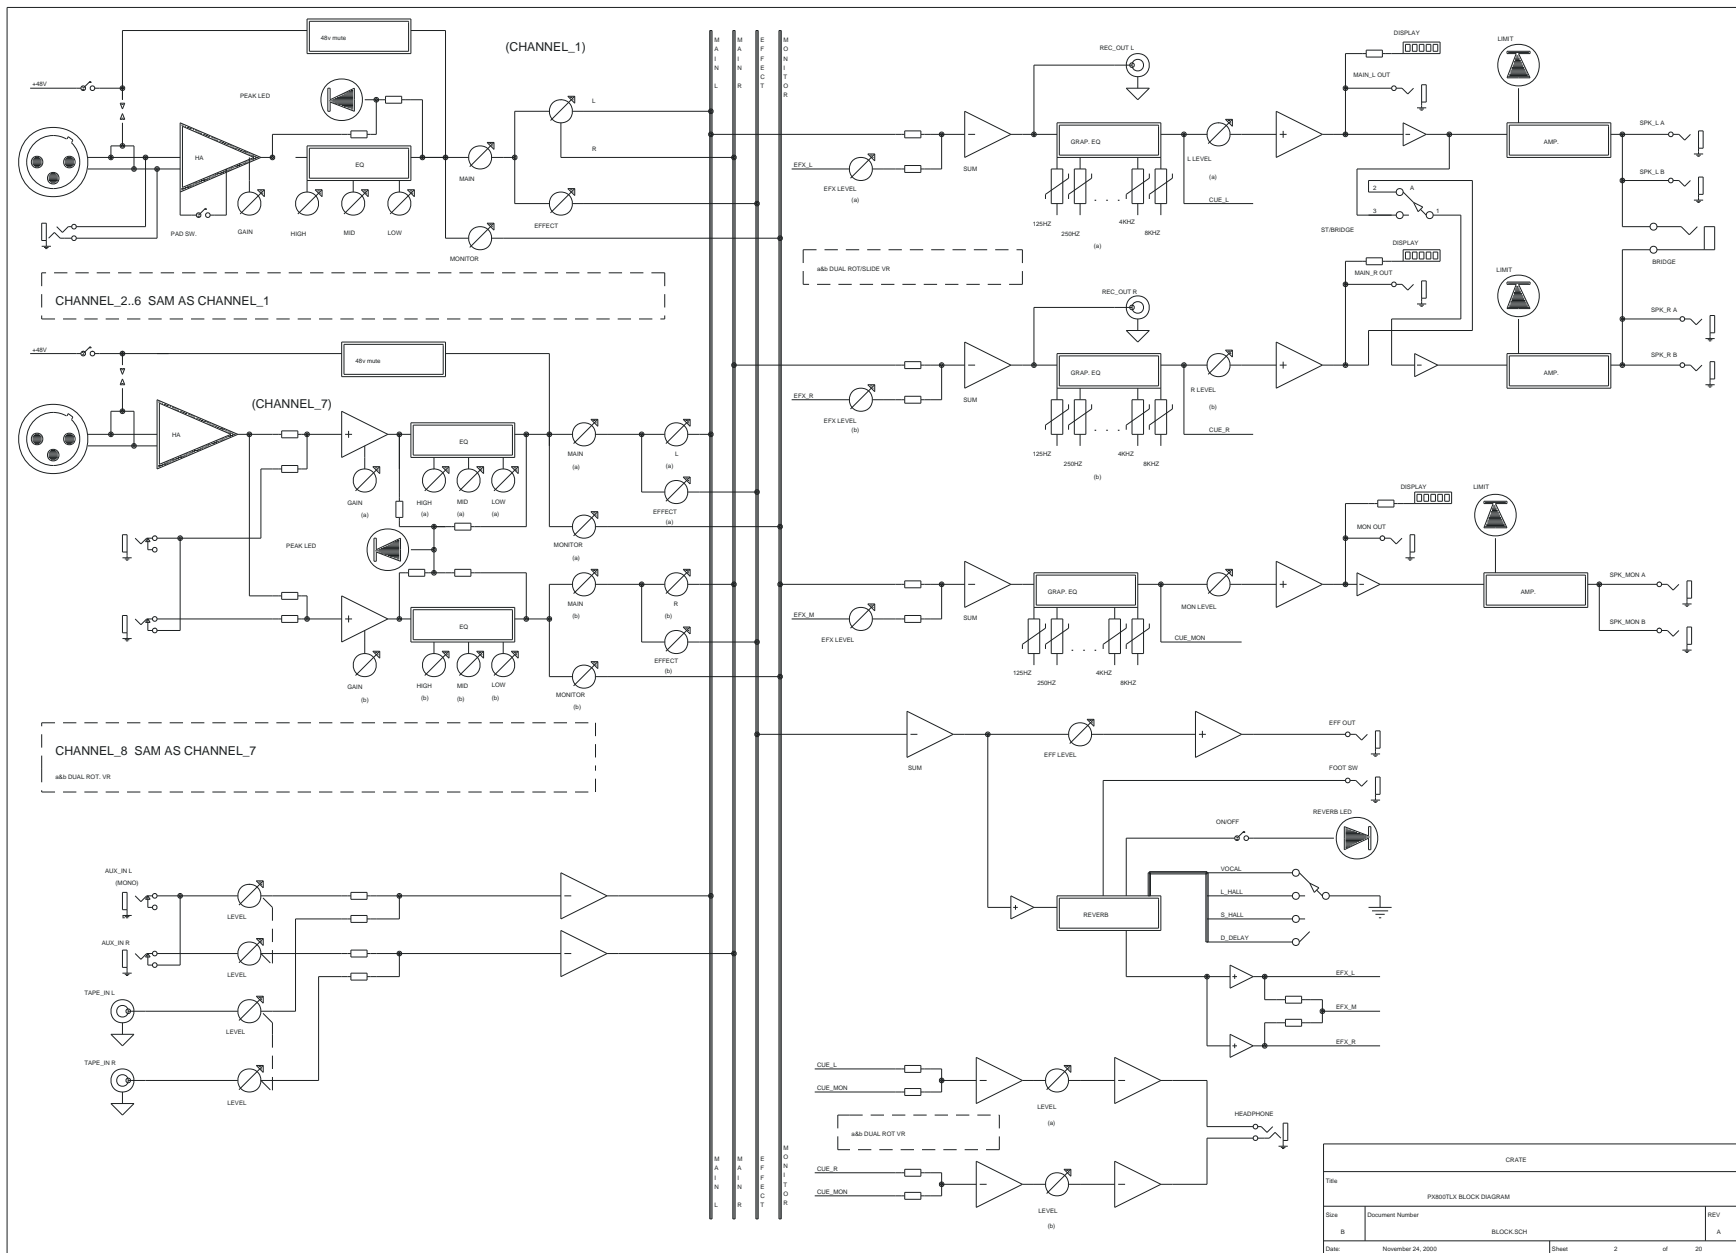 48v mute
(CHANNEL_1)
+48V
PEAK LED
HA
EQ
L
R
MAIN
PAD SW.
GAIN
HIGH
MID
LOW
EFFECT
MONITOR
CHANNEL_2..6 SAM AS CHANNEL_1
+48V
48v mute
(CHANNEL_7)
HA
EQ
MAIN
(a)
L
(a)
GAIN
(a)
HIGH
(a)
MID
(a)
LOW
(a)
EFFECT
(a)
PEAK LED
MONITOR
(a)
MAIN
(b)
R
(b)
EQ
GAIN
(b)
HIGH
(b)
MID
(b)
LOW
(b)
EFFECT
(b)
MONITOR
(b)
CHANNEL_8 SAM AS CHANNEL_7
a&b DUAL ROT. VR
AUX_IN L
(MONO)
LEVEL
AUX_IN R
LEVEL
TAPE_IN L
LEVEL
TAPE_IN R
LEVEL
MAIN L
MAIN R
EFFECT
MONITOR
MAIN L
MAIN R
EFFECT
MONITOR
REC_OUT L
DISPLAY
LIMIT
MAIN_L OUT
EFX_L
EFX LEVEL
(a)
SUM
GRAP. EQ
L LEVEL
(a)
CUE_L
125HZ
250HZ
. . .
4KHZ
8KHZ
(a)
AMP.
SPK_L A
SPK_L B
2
A
3
1
ST/BRIDGE
BRIDGE
a&b DUAL ROT/SLIDE VR
REC_OUT R
DISPLAY
MAIN_R OUT
LIMIT
EFX_R
EFX LEVEL
(b)
SUM
GRAP. EQ
R LEVEL
(b)
CUE_R
125HZ
250HZ
. . .
4KHZ
8KHZ
(b)
AMP.
SPK_R A
SPK_R B
DISPLAY
LIMIT
MON OUT
EFX_M
EFX LEVEL
SUM
GRAP. EQ
MON LEVEL
CUE_MON
125HZ
250HZ
. . .
4KHZ
8KHZ
AMP.
SPK_MON A
SPK_MON B
SUM
EFF LEVEL
EFF OUT
FOOT SW
REVERB LED
ON/OFF
VOCAL
L_HALL
S_HALL
D_DELAY
REVERB
EFX_L
EFX_M
EFX_R
CUE_L
CUE_MON
LEVEL
(a)
HEADPHONE
a&b DUAL ROT VR
CUE_R
CUE_MON
LEVEL
(b)
CRATE
Title
PX800TLX BLOCK DIAGRAM
Size
Document Number
REV
B
BLOCK.SCH
A
Date:
November 24, 2000
Sheet
2
of
20